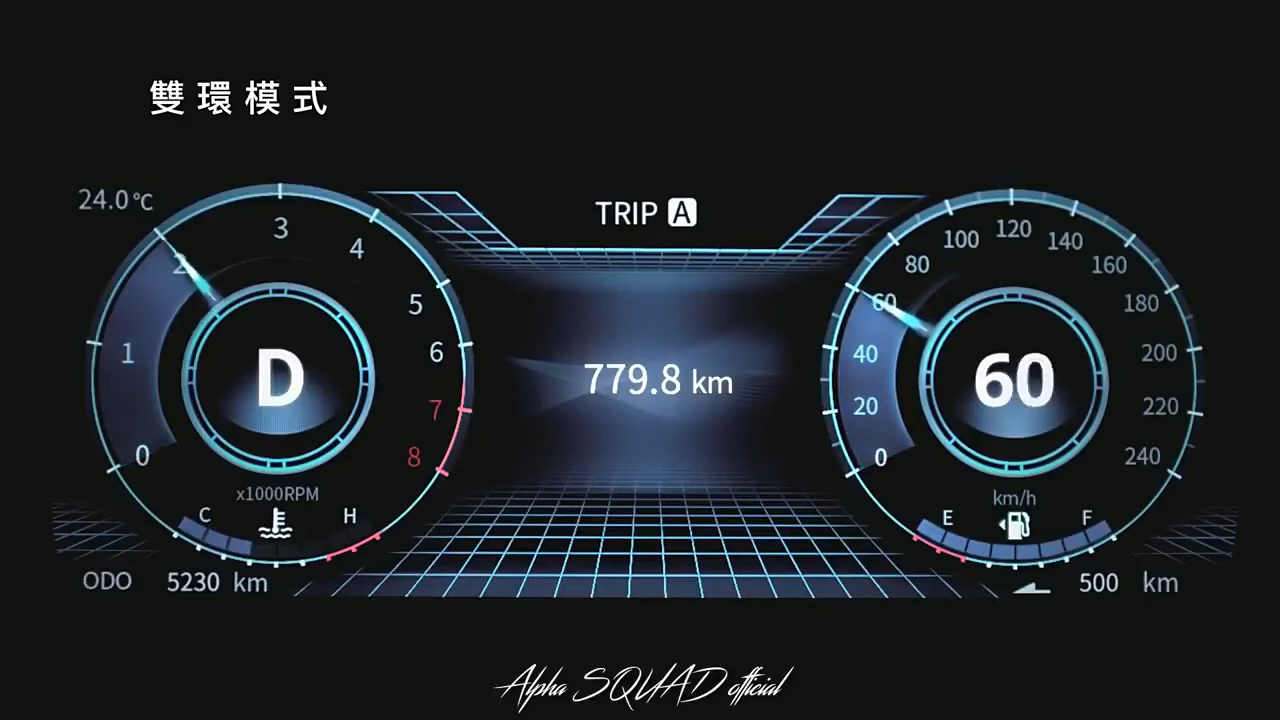 雙環模式
24.0°C
TRIP A
0
1
2
3
4
5
6
7
8
D
x1000RPM
C
H
779.8 km
0
20
40
60
80
100
120
140
160
180
200
220
240
60
km/h
E
F
ODO 5230 km
500 km
Alpha SQUAD official